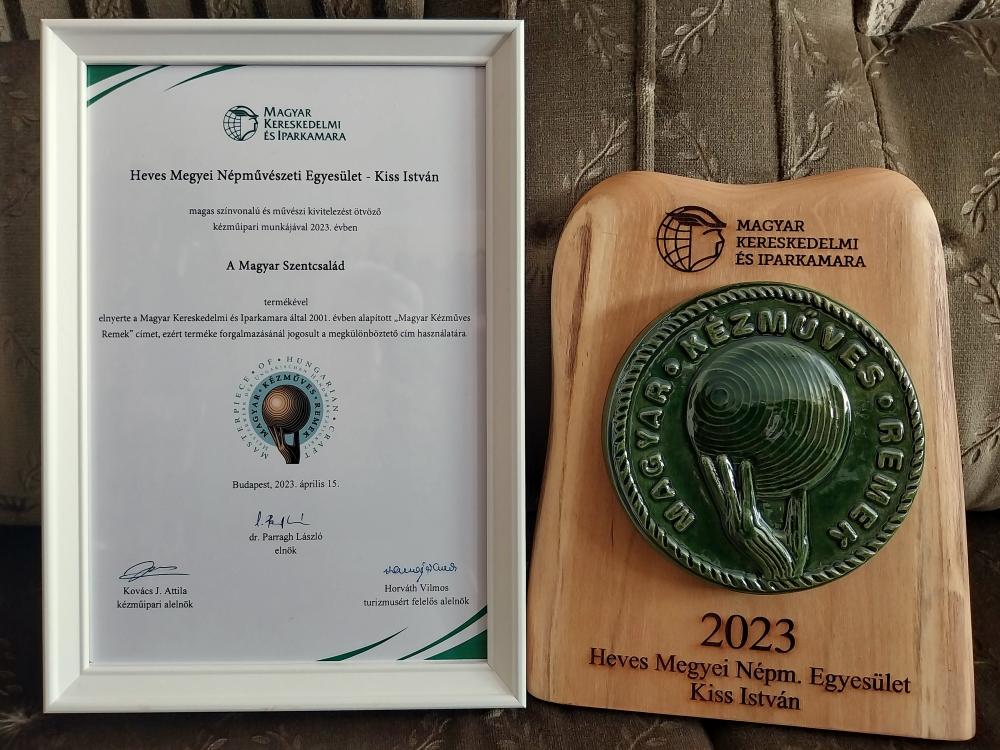 MAGYAR
KERESKEDELMI
ÉS IPARKAMARA
Heves Megyei Népművészeti Egyesület - Kiss István
magas színvonalú és művészi kivitelezést ötvöző
kézműipari munkájával 2023. évben
A Magyar Szentcsalád
termékével
elnyerte a Magyar Kereskedelmi és Iparkamara által 2001. évben alapított „Magyar Kézműves
Remek” címet, ezért terméke forgalmazásánál jogosult a megkülönböztető cím használatára.
MASTERPIECE • OF • HUNGARIAN • CRAFT
MAGYAR • KÉZMŰVES • REMEK
Budapest, 2023. április 15.
dr. Parragh László
elnök
Kovács J. Attila
kézműipari alelnök
Horváth Vilmos
turizmusért felelős alelnök
MAGYAR
KERESKEDELMI
ÉS IPARKAMARA
MAGYAR • KÉZMŰVES • REMEK
2023
Heves Megyei Népm. Egyesület
Kiss István